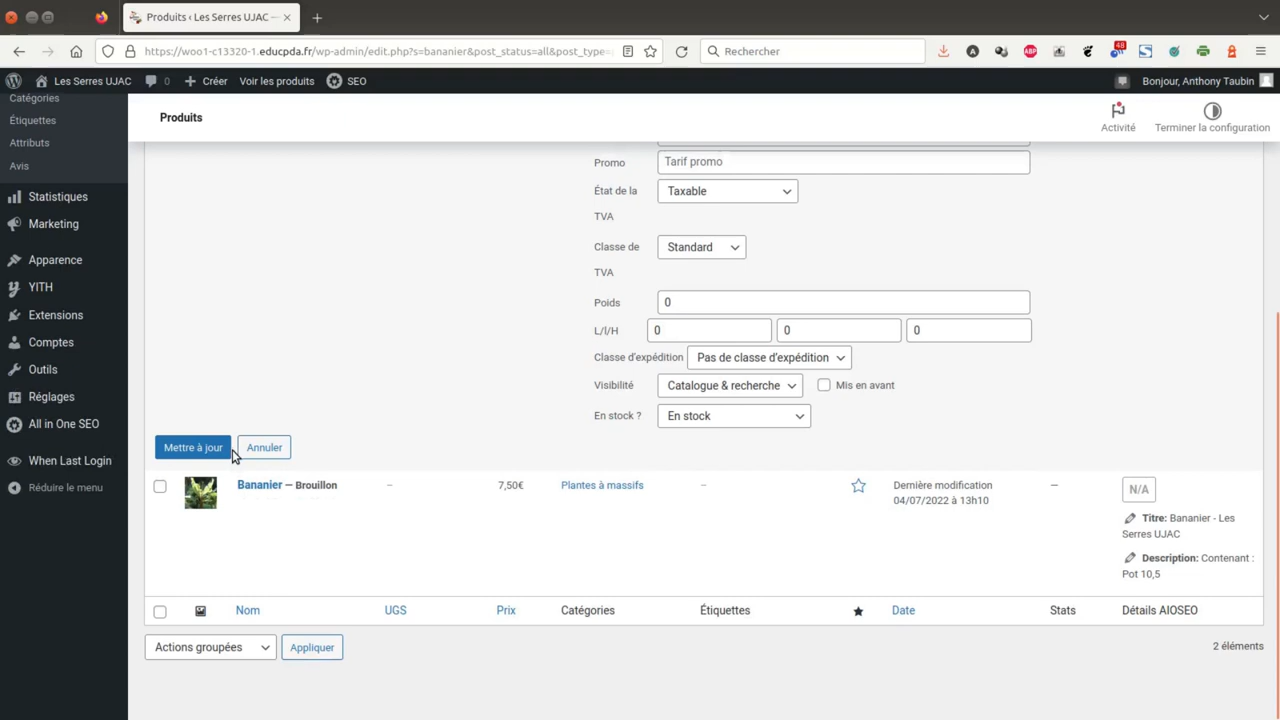 Produits ‹ Les Serres UJAC —
https://woo1-c13320-1.educpda.fr/wp-admin/edit.php?s=bananier&post_status=all&post_type=
Rechercher
ABP
48
Les Serres UJAC
0
Créer
Voir les produits
SEO
Bonjour, Anthony Taubin
Catégories
Étiquettes
Attributs
Avis
Statistiques
Marketing
Apparence
YITH
Extensions
Comptes
Outils
Réglages
All in One SEO
When Last Login
Réduire le menu
Produits
Activité
Terminer la configuration
Promo
Tarif promo
État de la
TVA
Taxable
Classe de
TVA
Standard
Poids
0
L/l/H
0
0
0
Classe d'expédition
Pas de classe d'expédition
Visibilité
Catalogue & recherche
Mis en avant
En stock ?
En stock
Mettre à jour
Annuler
Bananier — Brouillon
–
7,50€
Plantes à massifs
–
Dernière modification
04/07/2022 à 13h10
—
N/A
Titre: Bananier - Les
Serres UJAC
Description: Contenant :
Pot 10,5
Nom
UGS
Prix
Catégories
Étiquettes
Date
Stats
Détails AIOSEO
Actions groupées
Appliquer
2 éléments